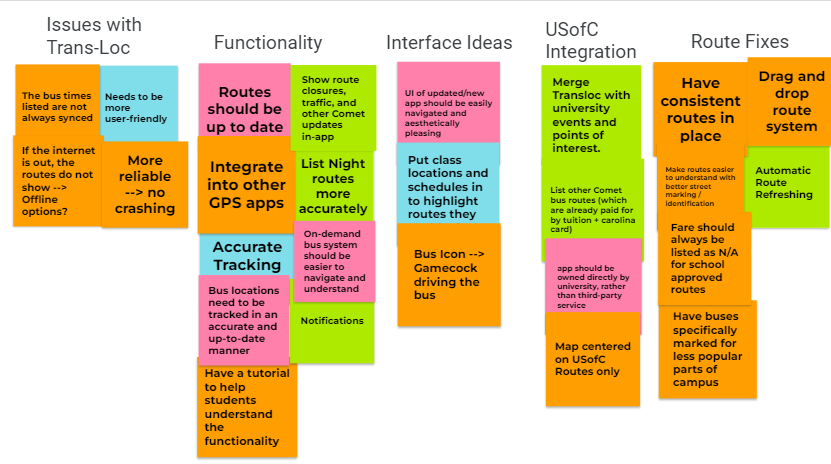 Issues with
Trans-Loc
The bus times
listed are not
always synced
Needs to be
more
user-friendly
If the internet
is out, the
routes do not
show -->
Offline
options?
More
reliable
--> no
crashing
Functionality
Routes
should be
up to date
Show route
closures,
traffic, and
other Comet
updates
in-app
Integrate
into other
GPS apps
List Night
routes
more
accurately
Accurate
Tracking
On-demand
bus system
should be
easier to
navigate and
understand
Bus locations
need to be
tracked in an
accurate and
up-to-date
manner
Notifications
Have a tutorial
to help
students
understand
the
functionality
Interface Ideas
UI of updated/new
app should be easily
navigated and
aesthetically
pleasing
Put class
locations and
schedules in
to highlight
routes they
Bus Icon -->
Gamecock
driving the
bus
USofC
Integration
Merge
Transloc with
university
events and
points of
interest.
List other Comet
bus routes (which
are already paid for
by tuition + carolina
card)
app should be
owned directly by
university, rather
than third-party
service
Map centered
on USofC
Routes only
Route Fixes
Have
consistent
routes in
place
Drag and
drop
route
system
Make routes easier
to understand with
better street
marking /
identification
Automatic
Route
Refreshing
Fare should
always be
listed as N/A
for school
approved
routes
Have buses
specifically
marked for
less popular
parts of
campus